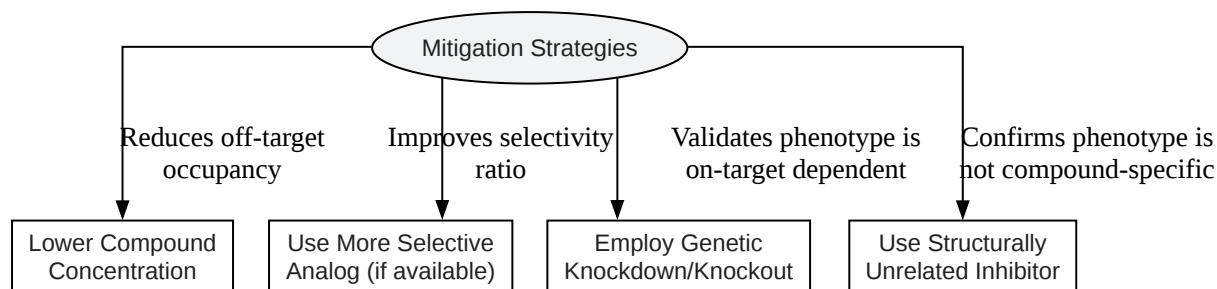 Mitigation Strategies
Reduces off-target
occupancy
Improves selectivity
ratio
Validates phenotype is
on-target dependent
Confirms phenotype is
not compound-specific
Lower Compound
Concentration
Use More Selective
Analog (if available)
Employ Genetic
Knockdown/Knockout
Use Structurally
Unrelated Inhibitor